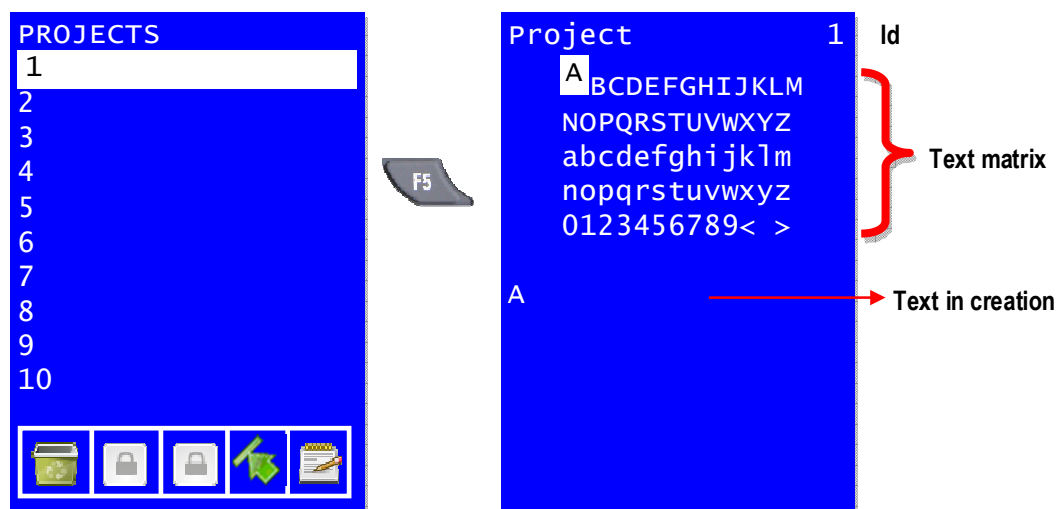 PROJECTS
1
2
3
4
5
6
7
8
9
10
F5
Project 1 Id
ABCDEFGHIJKLM
NOPQRSTUVWXYZ
abcdefghijklm
nopqrstuvwxyz
0123456789< >
Text matrix
A
Text in creation